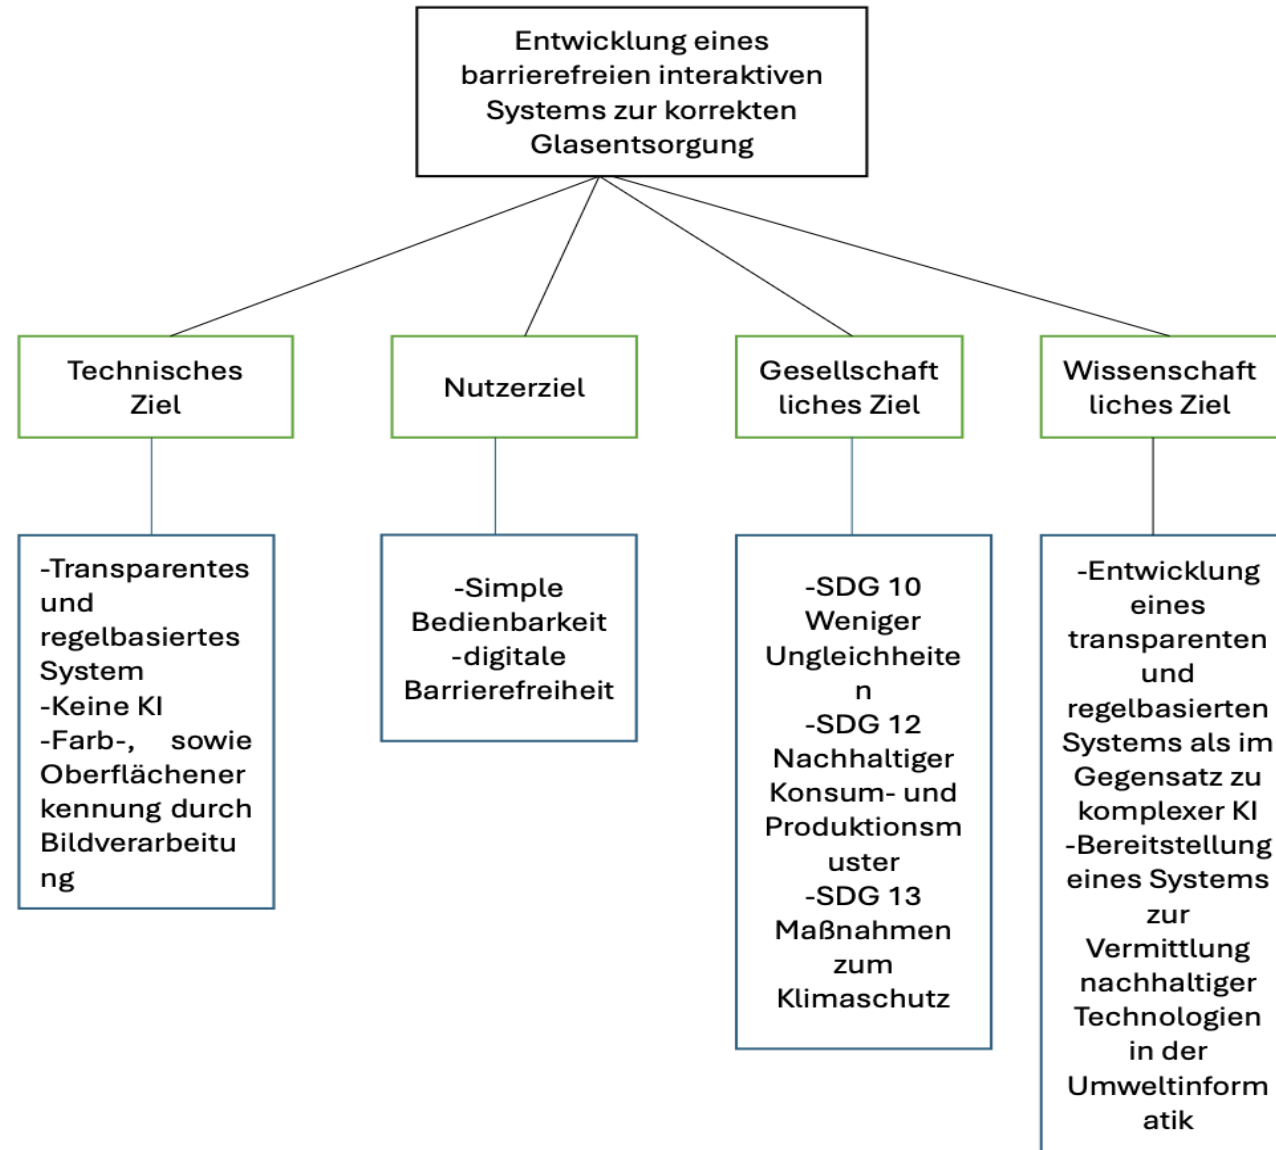 Entwicklung eines
barrierefreien interaktiven
Systems zur korrekten
Glasentsorgung
Technisches
Ziel
Nutzerziel
Gesellschaft
liches Ziel
Wissenschaft
liches Ziel
-Transparentes
und
regelbasiertes
System
-Keine KI
-Farb-, sowie
Oberflächener
kennung durch
Bildverarbeitu
ng
-Simple
Bedienbarkeit
-digitale
Barrierefreiheit
-SDG 10
Weniger
Ungleichheite
n
-SDG 12
Nachhaltiger
Konsum- und
Produktionsm
uster
-SDG 13
Maßnahmen
zum
Klimaschutz
-Entwicklung
eines
transparenten
und
regelbasierten
Systems als im
Gegensatz zu
komplexer KI
-Bereitstellung
eines Systems
zur
Vermittlung
nachhaltiger
Technologien
in der
Umweltinform
atik